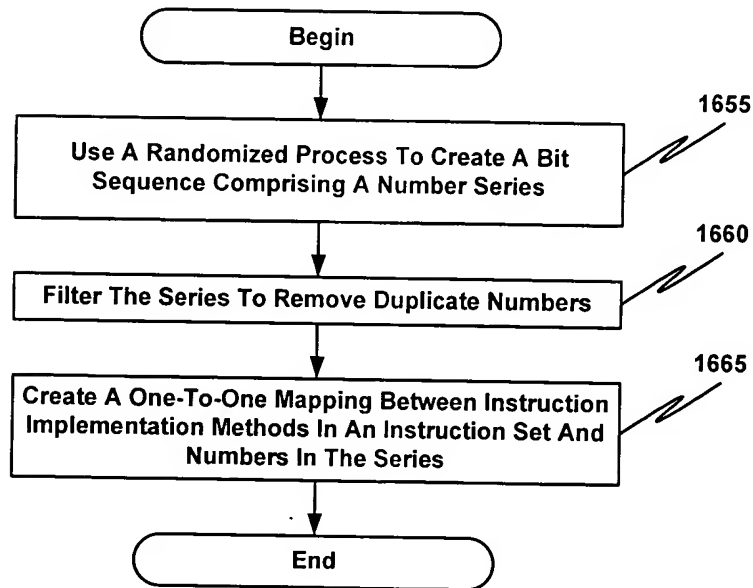 Begin
1655
Use A Randomized Process To Create A Bit
Sequence Comprising A Number Series
1660
Filter The Series To Remove Duplicate Numbers
1665
Create A One-To-One Mapping Between Instruction
Implementation Methods In An Instruction Set And
Numbers In The Series
End